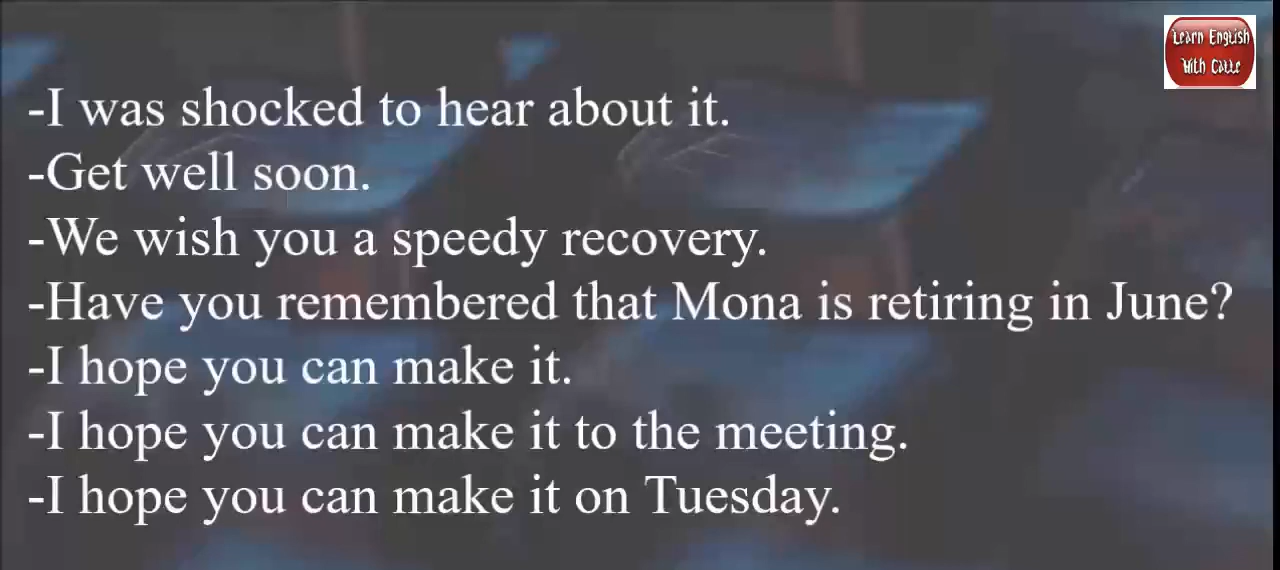 Learn English
With Calle
-I was shocked to hear about it.
-Get well soon.
-We wish you a speedy recovery.
-Have you remembered that Mona is retiring in June?
-I hope you can make it.
-I hope you can make it to the meeting.
-I hope you can make it on Tuesday.